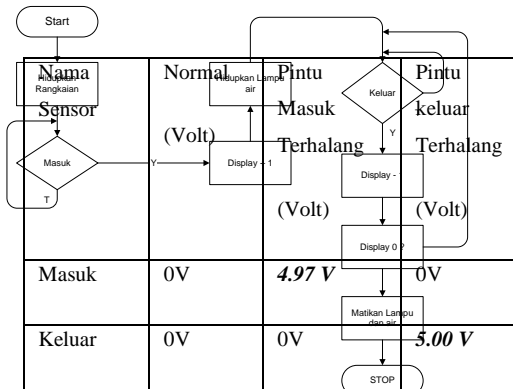 Start
Hidupkan
Rangkaian
Masuk
T
Y
Display + 1
Hidupkan Lampu
air
Keluar
Y
Display -
Display 0 ?
Matikan Lampu
dan air
STOP
Nama
Sensor
Normal
(Volt)
Pintu
Masuk
Terhalang
(Volt)
Pintu
keluar
Terhalang
(Volt)
Masuk 0V 4.97 V 0V
Keluar 0V 0V 5.00 V